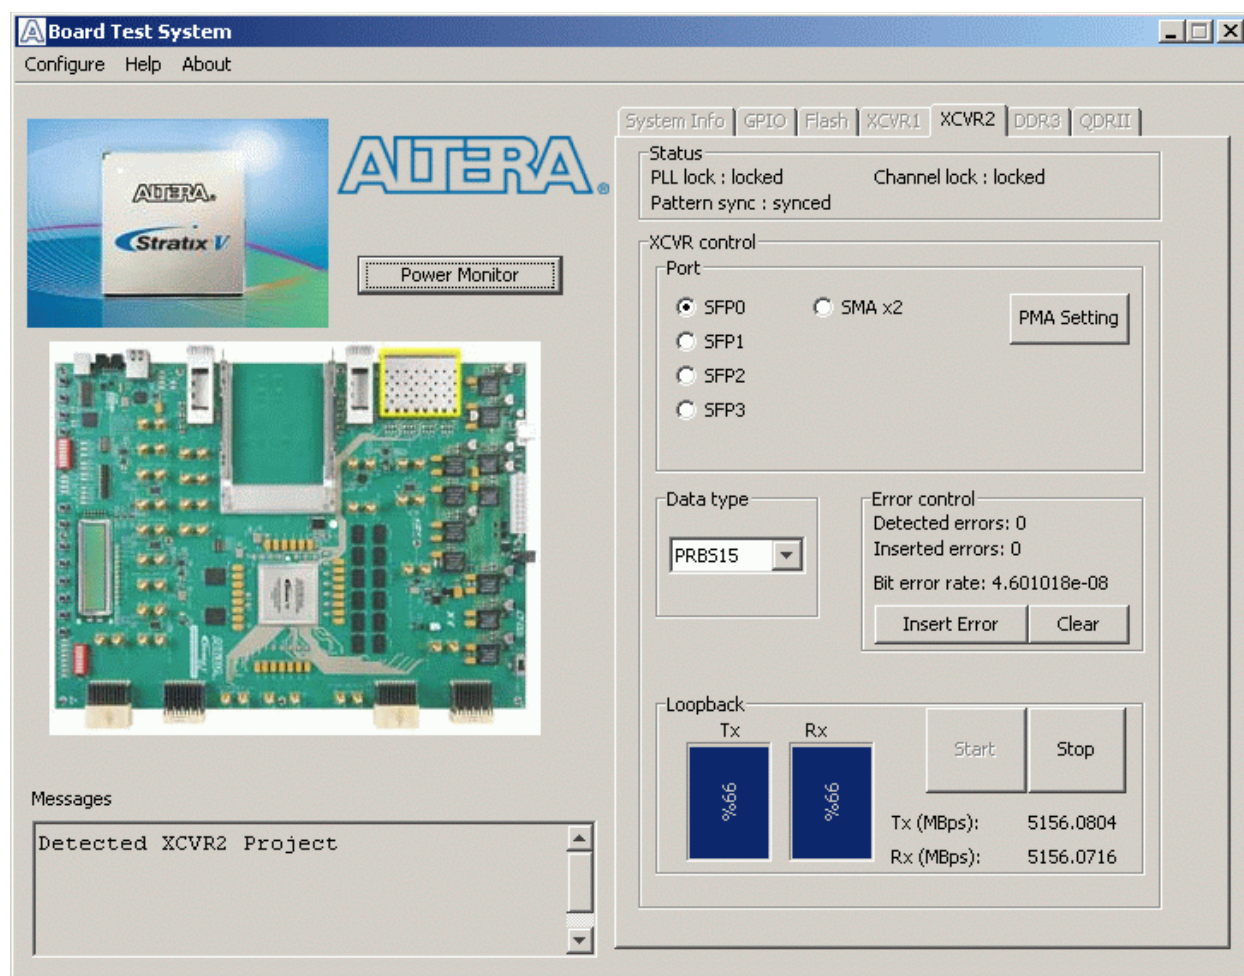 Board Test System
Configure Help About
ALTERA®
ALTERA®
Stratix V
Power Monitor
Messages
Detected XCVR2 Project
System Info GPIO Flash XCVR1 XCVR2 DDR3 QDRII
Status
PLL lock : locked Channel lock : locked
Pattern sync : synced
XCVR control
Port
SFP0 SMA x2 PMA Setting
SFP1
SFP2
SFP3
Data type
PRBS15
Error control
Detected errors: 0
Inserted errors: 0
Bit error rate: 4.601018e-08
Insert Error Clear
Loopback
Tx Rx
99% 99%
Start Stop
Tx (MBps): 5156.0804
Rx (MBps): 5156.0716